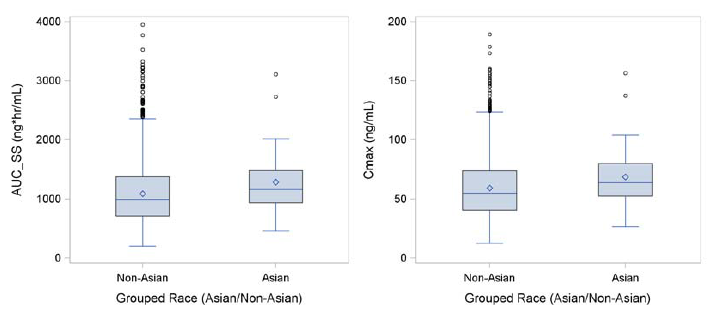 4000
3000
2000
1000
0
AUC_SS (ng*hr/mL)
Non-Asian Asian
Grouped Race (Asian/Non-Asian)
200
150
100
50
0
Cmax (ng/mL)
Non-Asian Asian
Grouped Race (Asian/Non-Asian)